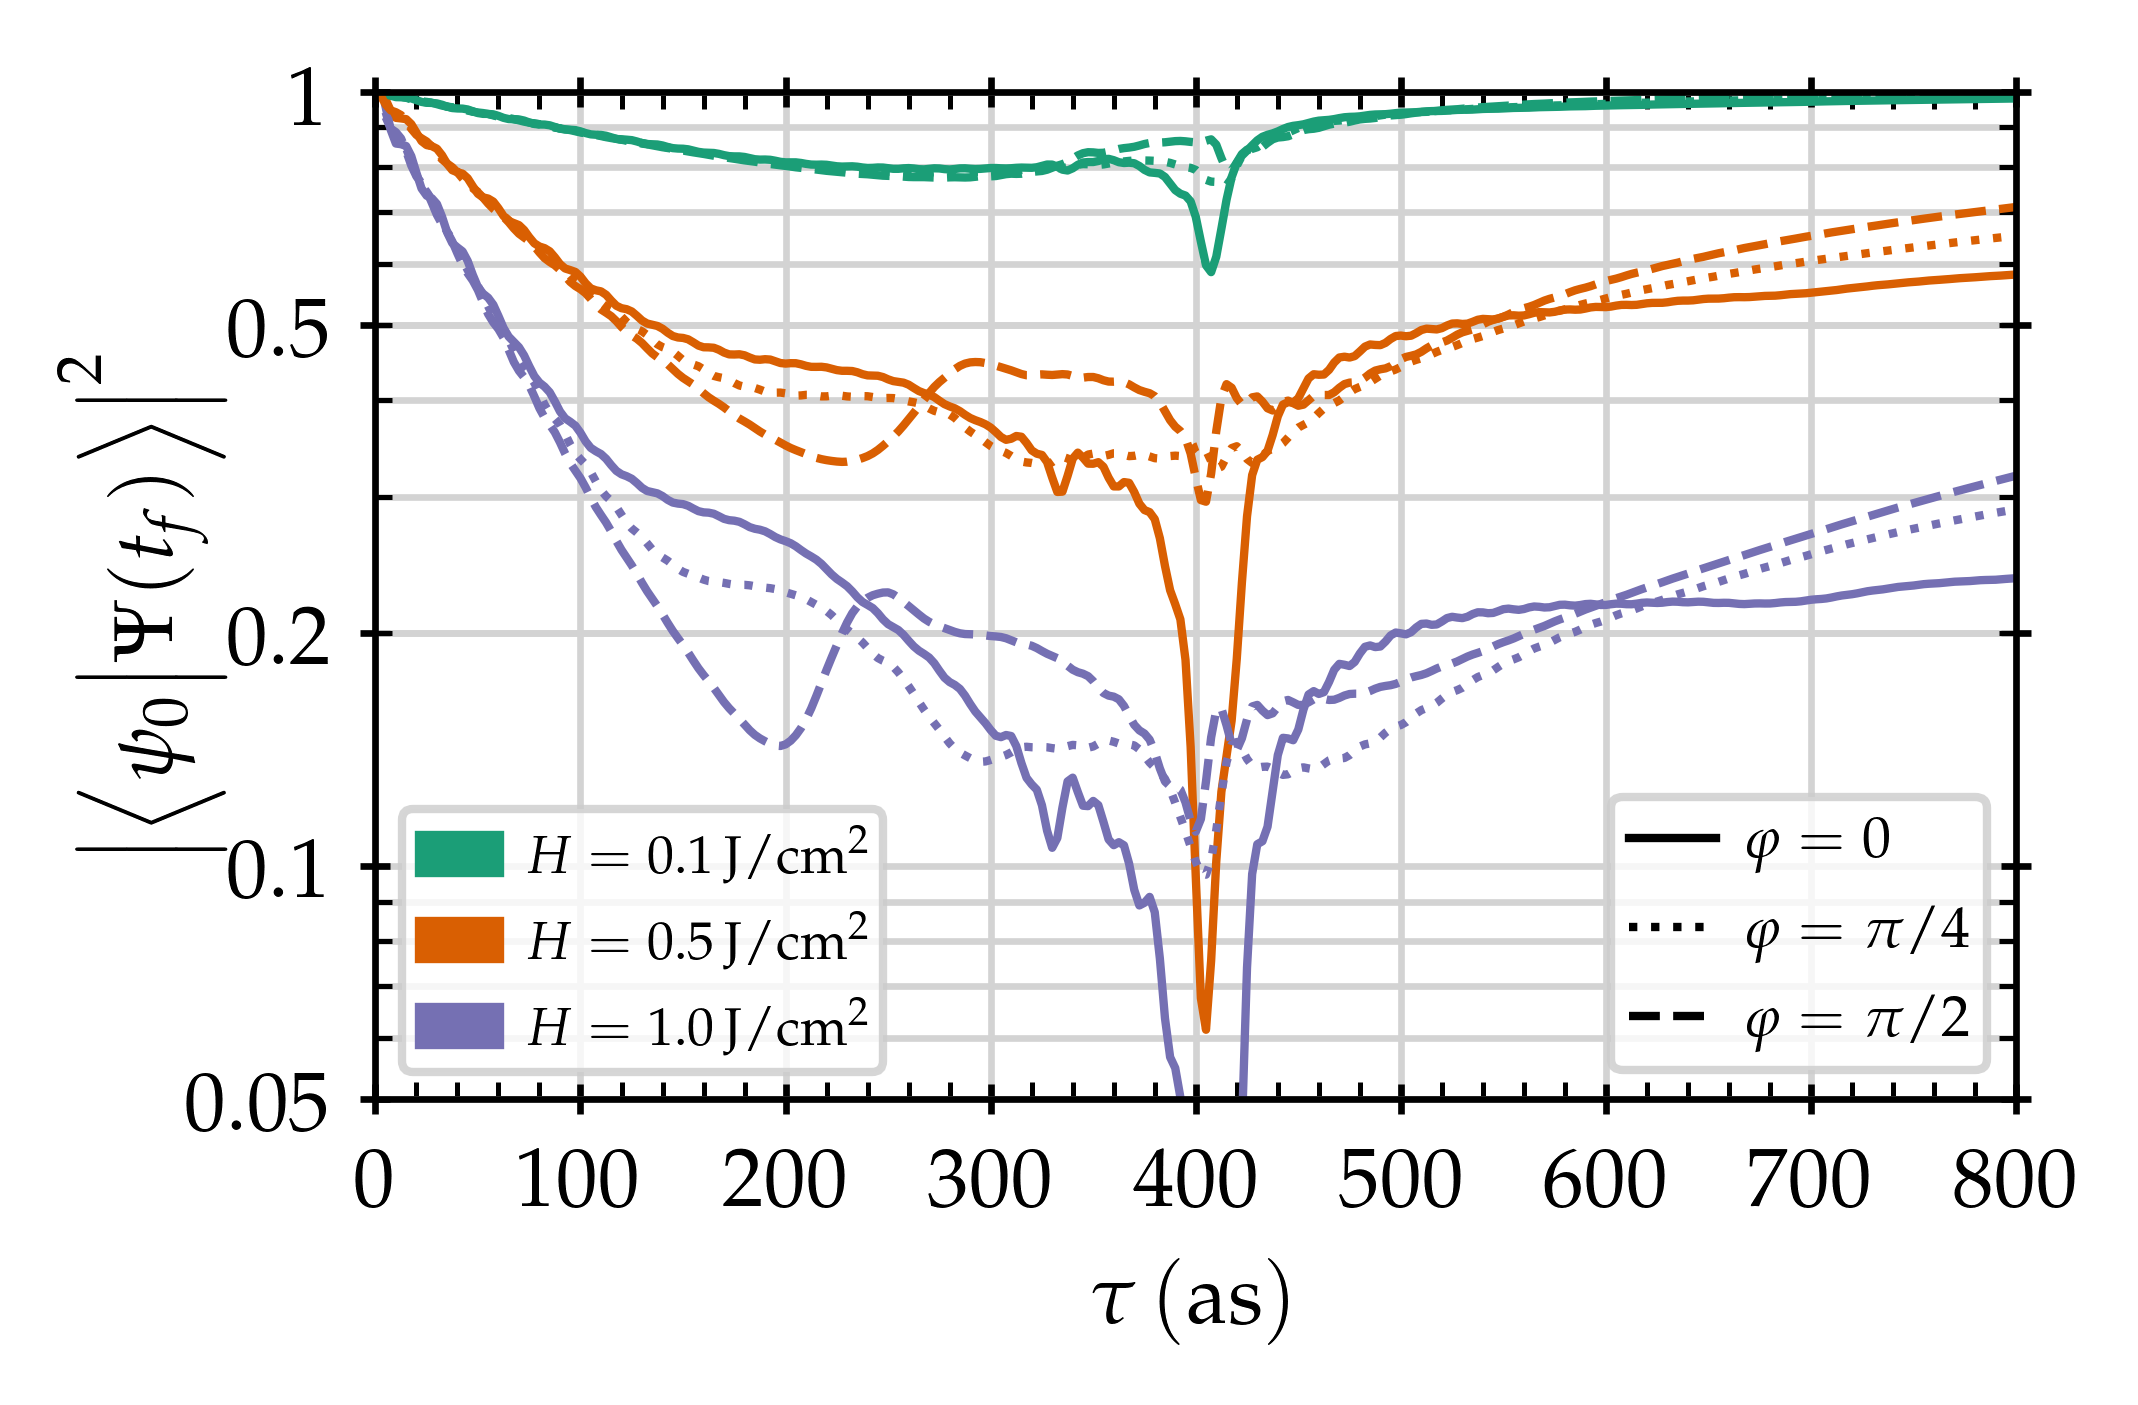 |⟨ψ₀|Ψ(t_f)⟩|²
1
0.5
0.2
0.1
0.05
H = 0.1 J/cm²
H = 0.5 J/cm²
H = 1.0 J/cm²
φ = 0
φ = π/4
φ = π/2
0 100 200 300 400 500 600 700 800
τ (as)